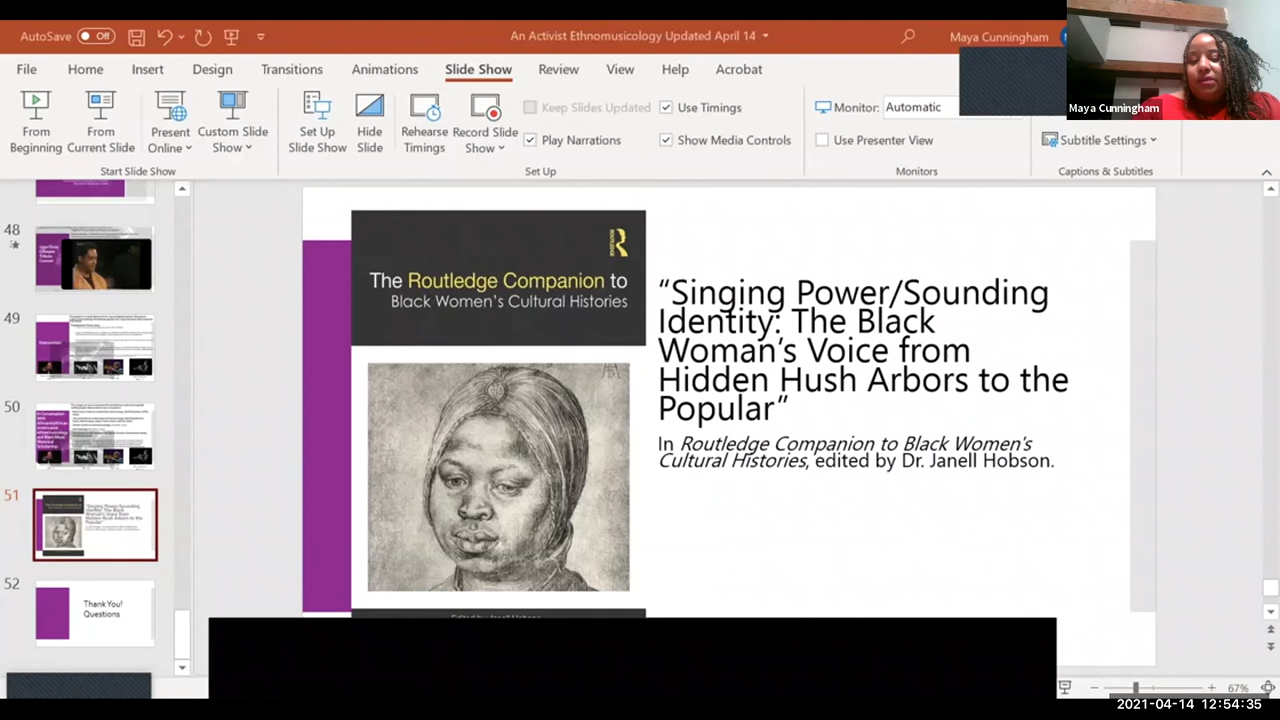 AutoSave Off
An Activist Ethnomusicology Updated April 14
Maya Cunningham
Maya Cunningham
File Home Insert Design Transitions Animations Slide Show Review View Help Acrobat
From Beginning
From Current Slide
Present Online
Custom Slide Show
Start Slide Show
Set Up Slide Show
Hide Slide
Rehearse Timings
Record Slide Show
Keep Slides Updated
Play Narrations
Use Timings
Show Media Controls
Set Up
Monitor: Automatic
Use Presenter View
Monitors
Subtitle Settings
Captions & Subtitles
48
49
50
51
52
Thank You!
Questions
The Routledge Companion to
Black Women's Cultural Histories
“Singing Power/Sounding
Identity: The Black
Woman's Voice from
Hidden Hush Arbors to the
Popular”
In Routledge Companion to Black Women's
Cultural Histories, edited by Dr. Janell Hobson.
67%
2021-04-14 12:54:35